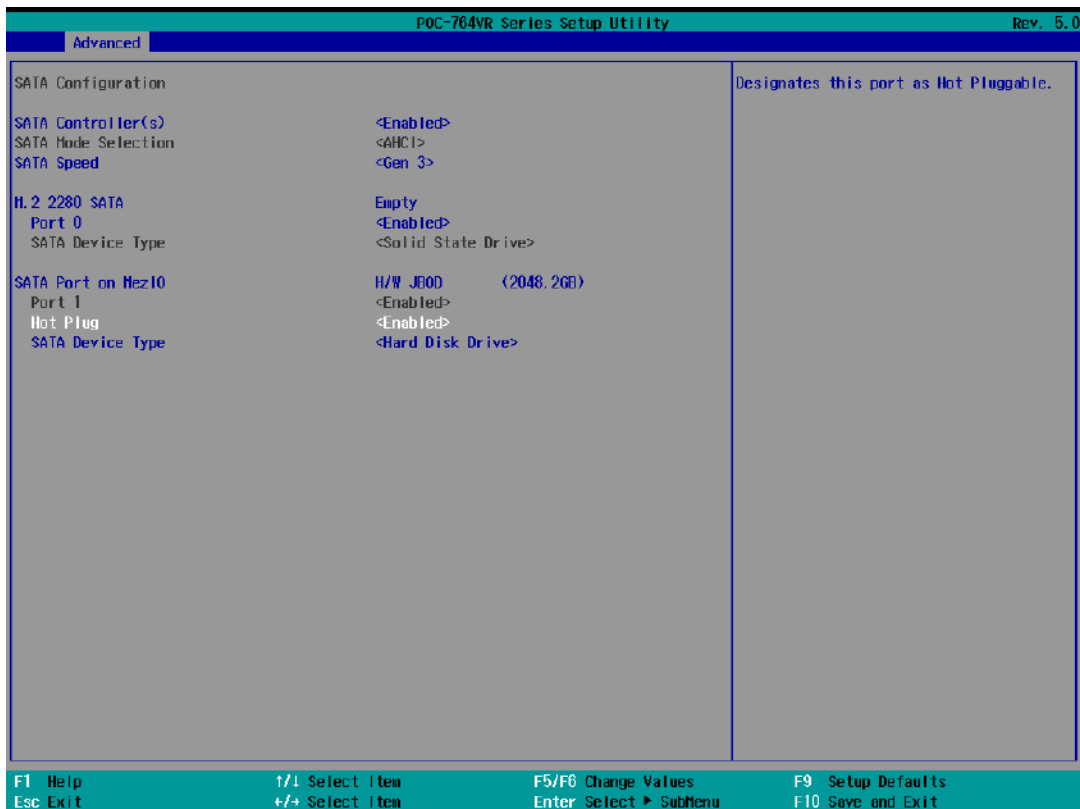 POC-764VR Series Setup Utility Rev. 5.0
Advanced
SATA Configuration
Designates this port as Hot Pluggable.
SATA Controller(s) <Enabled>
SATA Mode Selection <AHCI>
SATA Speed <Gen 3>
M.2 2280 SATA Empty
Port 0 <Enabled>
SATA Device Type <Solid State Drive>
SATA Port on MezIO H/W JBOD (2048.2GB)
Port 1 <Enabled>
Hot Plug <Enabled>
SATA Device Type <Hard Disk Drive>
F1 Help ↑/↓ Select Item F5/F6 Change Values F9 Setup Defaults
Esc Exit ←/→ Select Item Enter Select ▶ SubMenu F10 Save and Exit